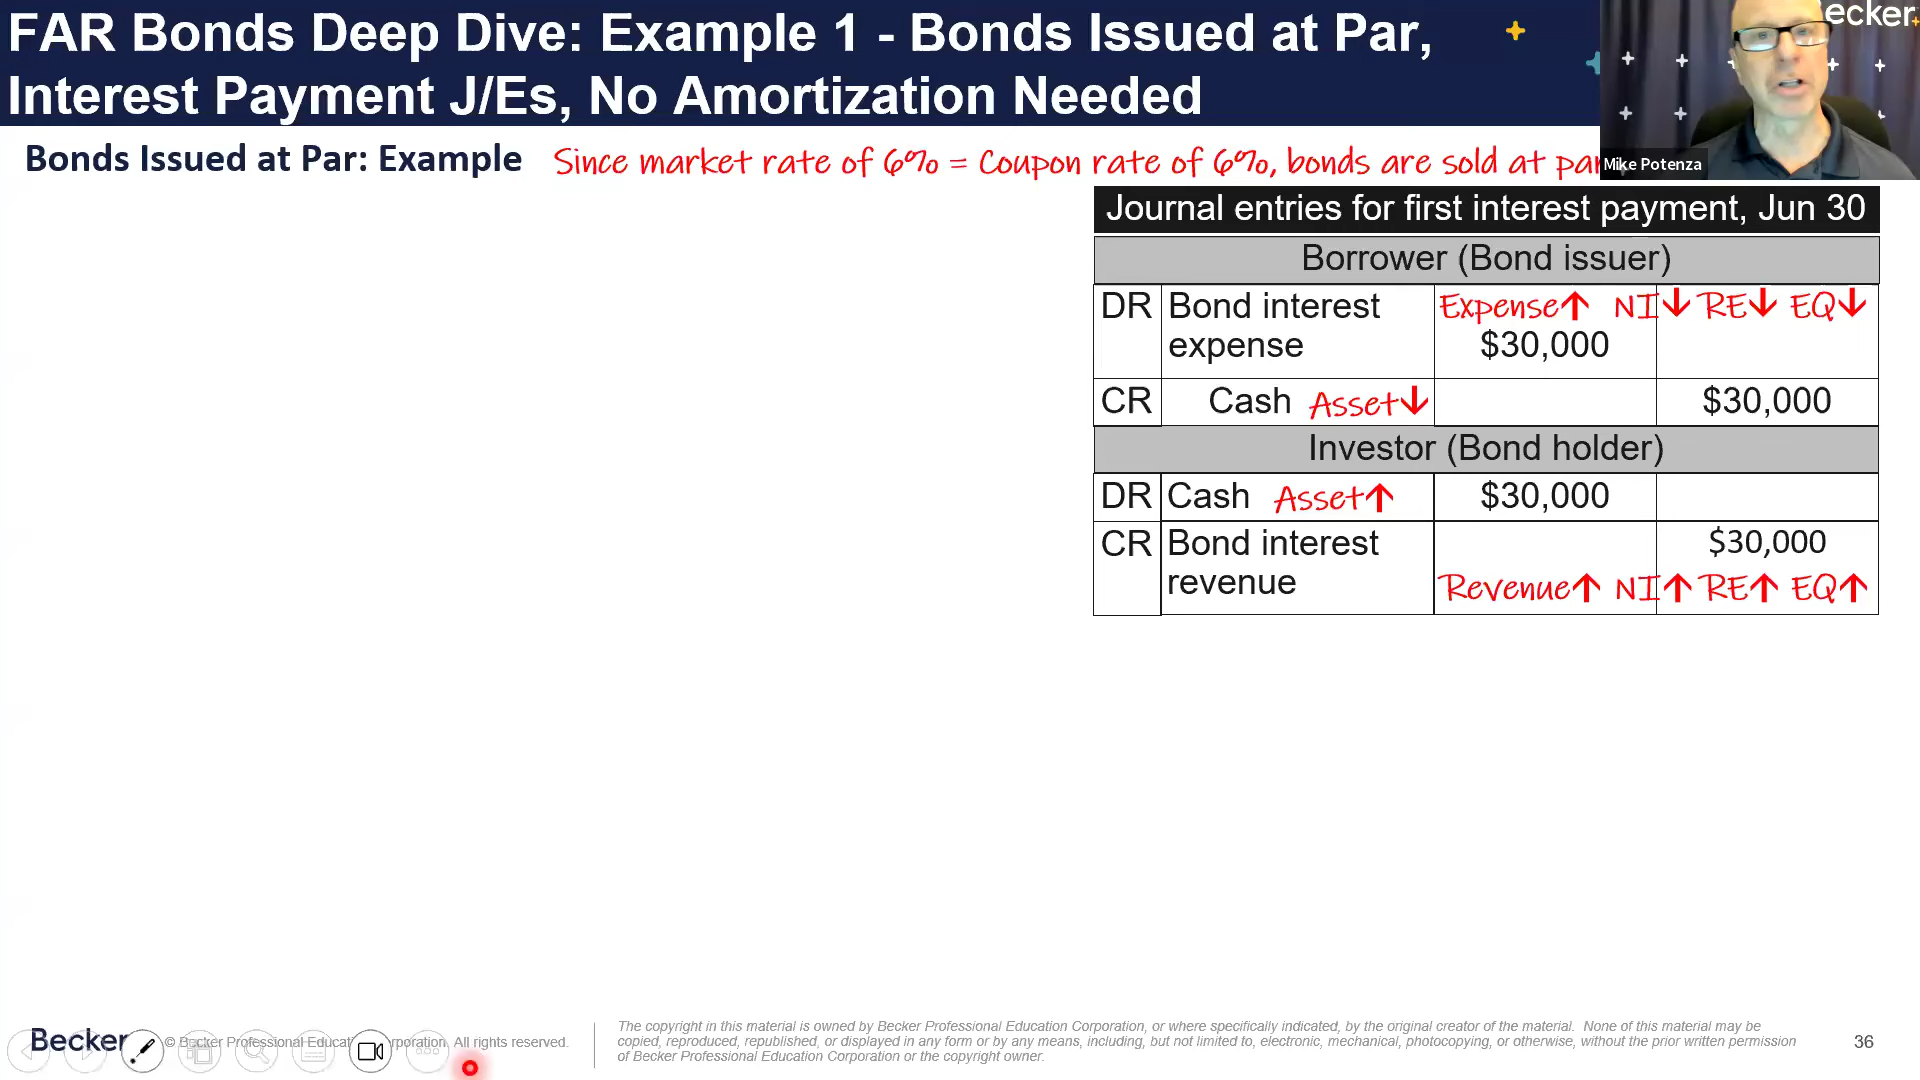 FAR Bonds Deep Dive: Example 1 - Bonds Issued at Par,
Interest Payment J/Es, No Amortization Needed
ecker
Mike Potenza
Bonds Issued at Par: Example
Since market rate of 6% = Coupon rate of 6%, bonds are sold at
Journal entries for first interest payment, Jun 30
Borrower (Bond issuer)
DR Bond interest Expense↑ NI↓ RE↓ EQ↓
expense $30,000
CR Cash Asset↓ $30,000
Investor (Bond holder)
DR Cash Asset↑ $30,000
CR Bond interest $30,000
revenue Revenue↑ NI↑ RE↑ EQ↑
Becker
© Becker Professional Educat rporation. All rights reserved.
The copyright in this material is owned by Becker Professional Education Corporation, or where specifically indicated, by the original creator of the material. None of this material may be
copied, reproduced, republished, or displayed in any form or by any means, including, but not limited to, electronic, mechanical, photocopying, or otherwise, without the prior written permission
of Becker Professional Education Corporation or the copyright owner.
36